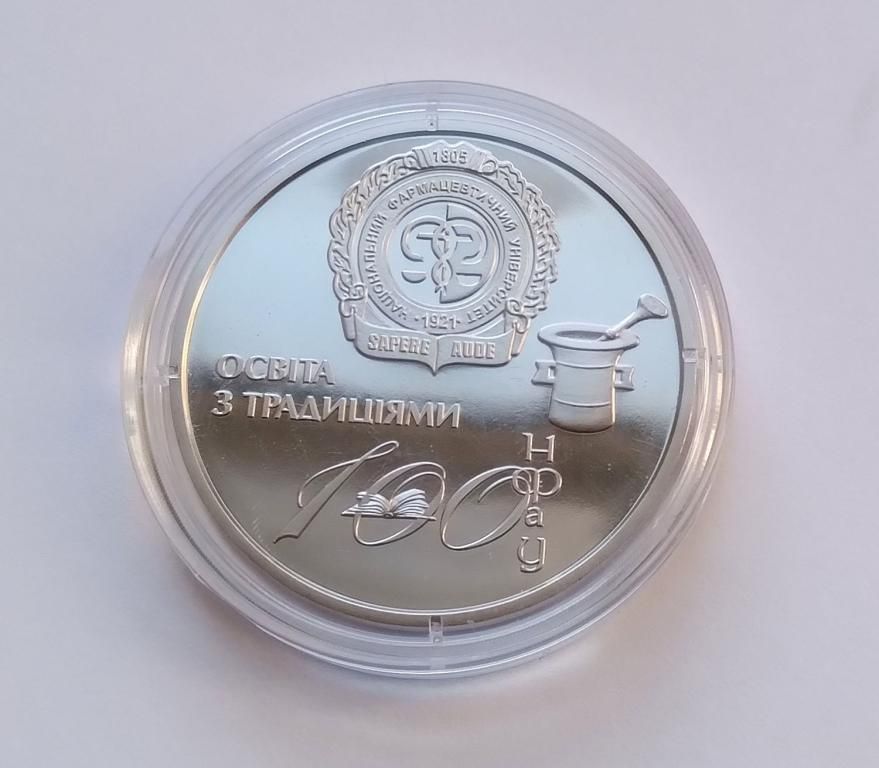 1805
НАЦІОНАЛЬНИЙ ФАРМАЦЕВТИЧНИЙ УНІВЕРСИТЕТ
·1921·
SAPERE AUDE
ОСВІТА
З ТРАДИЦІЯМИ
100
НФаУ